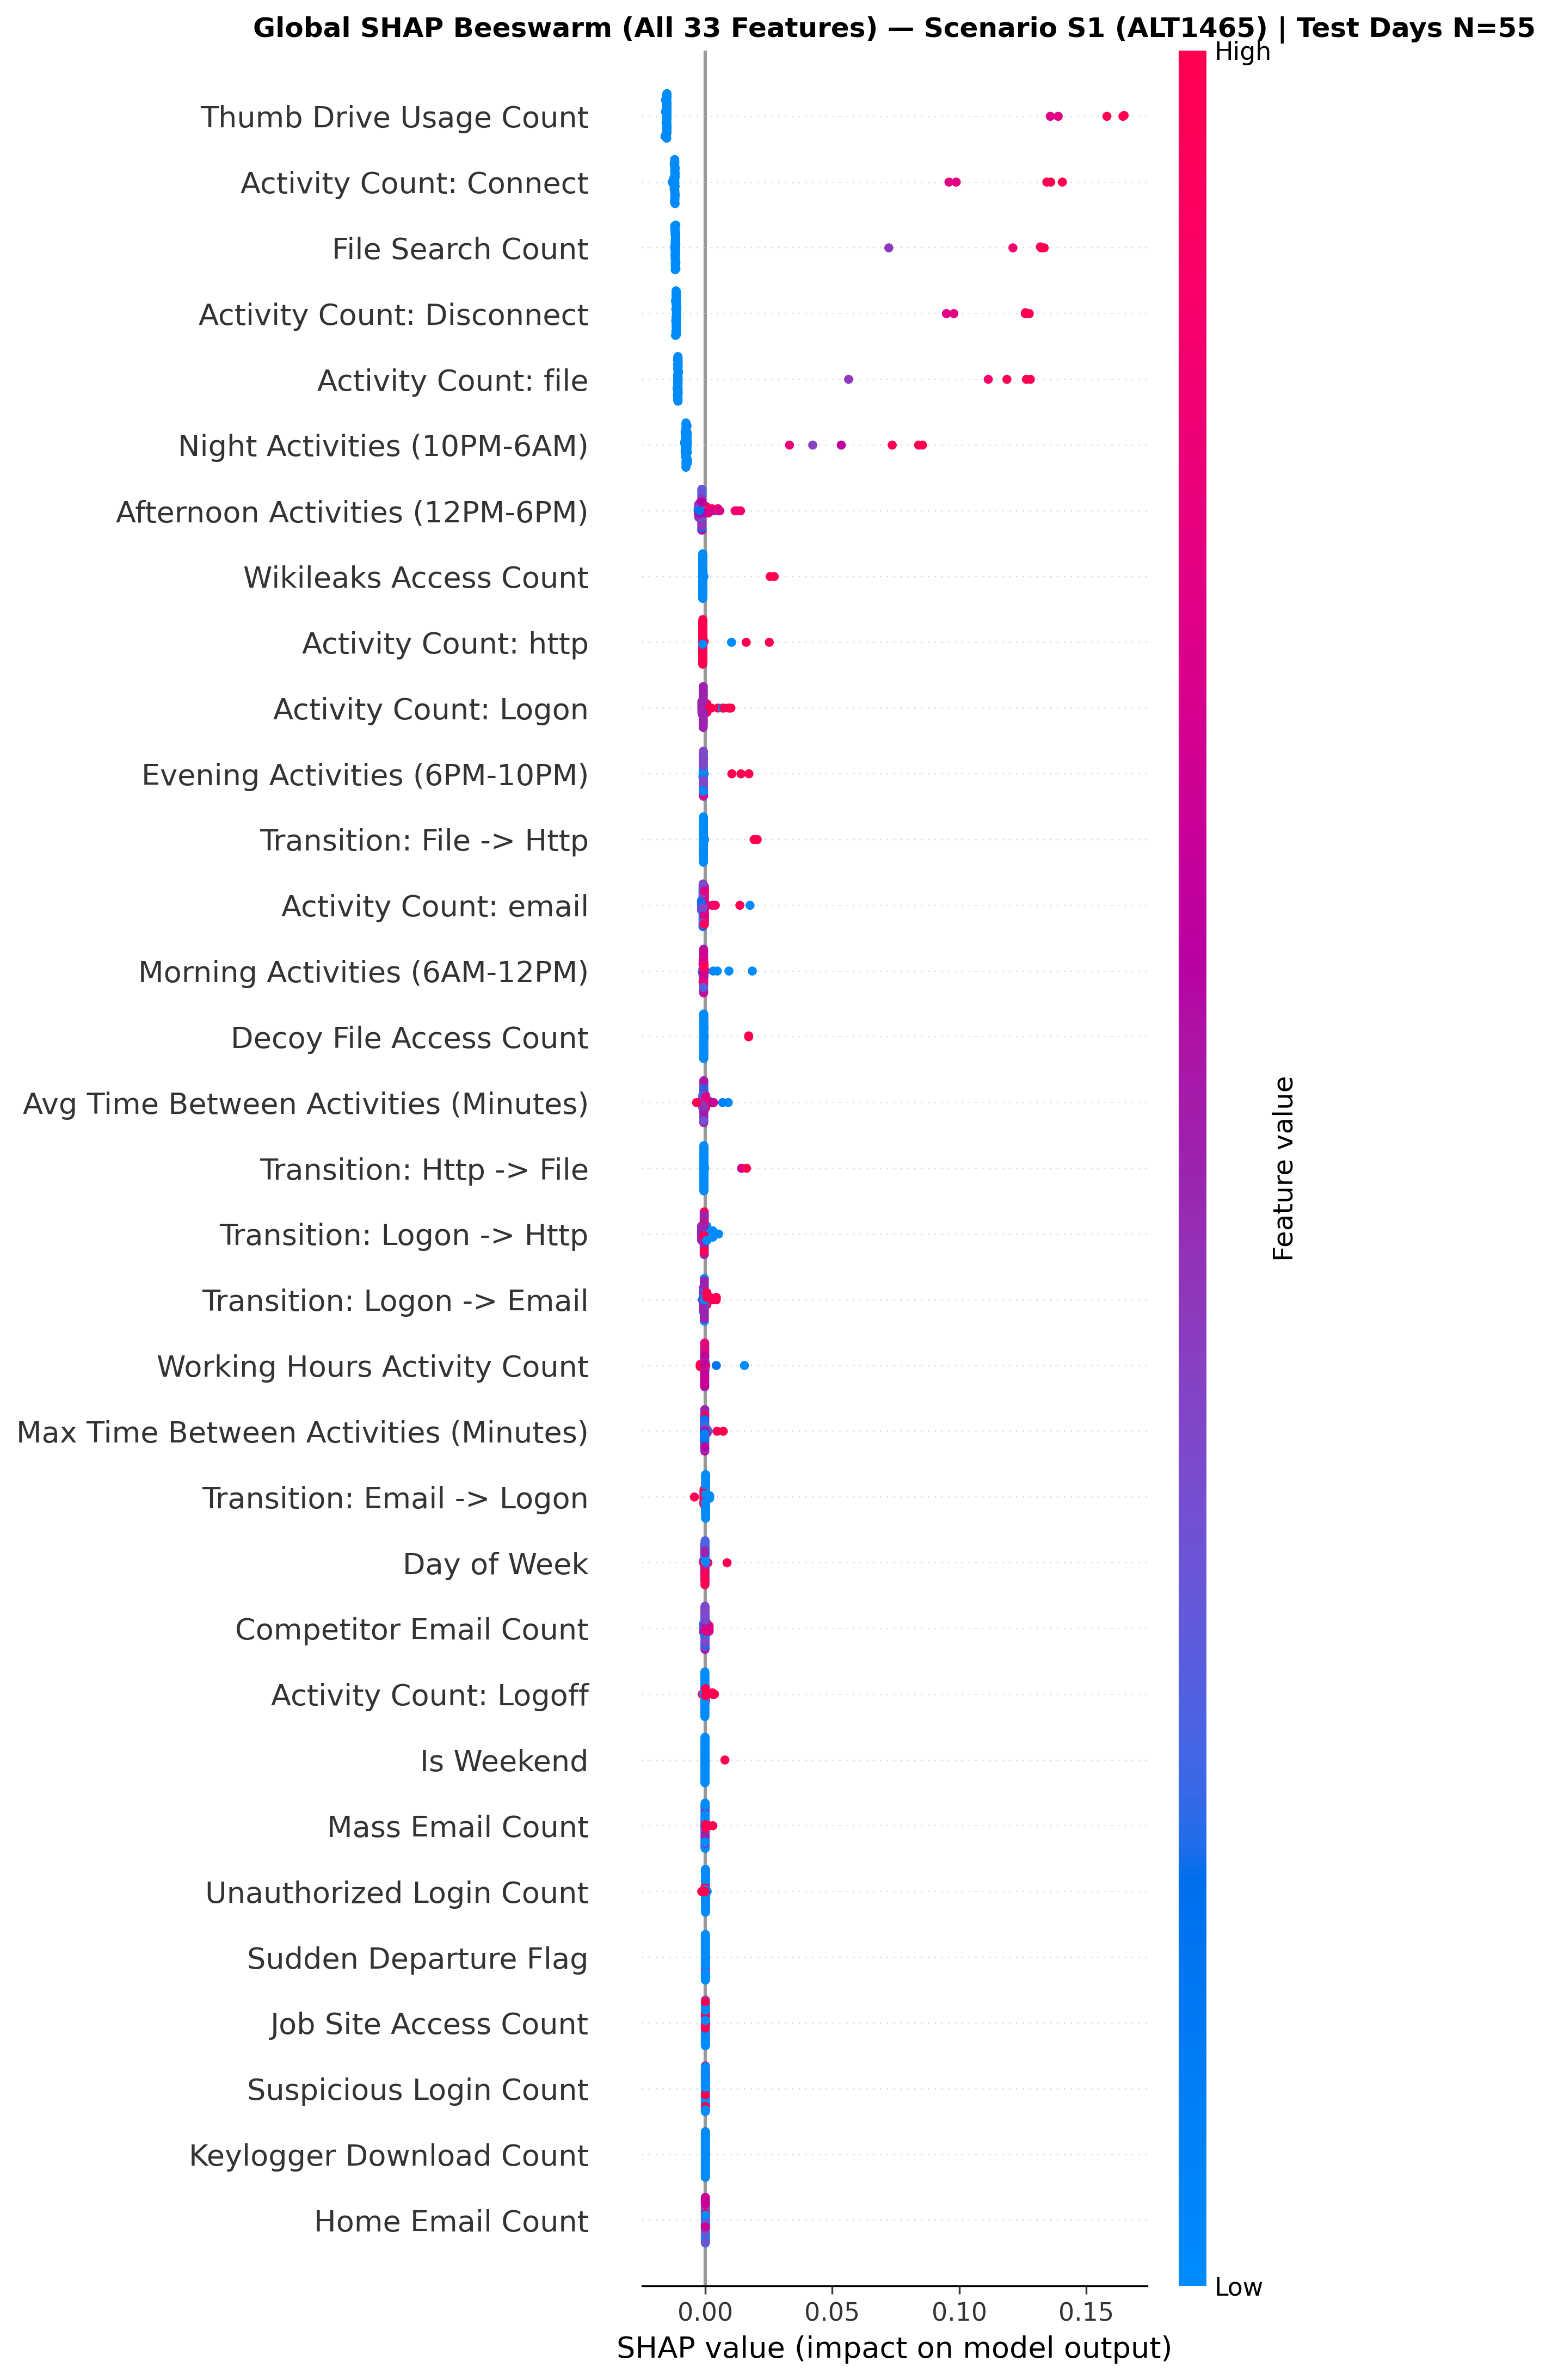 Global SHAP Beeswarm (All 33 Features) — Scenario S1 (ALT1465) | Test Days N=55
High
Thumb Drive Usage Count
Activity Count: Connect
File Search Count
Activity Count: Disconnect
Activity Count: file
Night Activities (10PM-6AM)
Afternoon Activities (12PM-6PM)
Wikileaks Access Count
Activity Count: http
Activity Count: Logon
Evening Activities (6PM-10PM)
Transition: File -> Http
Activity Count: email
Morning Activities (6AM-12PM)
Decoy File Access Count
Avg Time Between Activities (Minutes)
Transition: Http -> File
Transition: Logon -> Http
Transition: Logon -> Email
Working Hours Activity Count
Max Time Between Activities (Minutes)
Transition: Email -> Logon
Day of Week
Competitor Email Count
Activity Count: Logoff
Is Weekend
Mass Email Count
Unauthorized Login Count
Sudden Departure Flag
Job Site Access Count
Suspicious Login Count
Keylogger Download Count
Home Email Count
Feature value
Low
0.00 0.05 0.10 0.15
SHAP value (impact on model output)